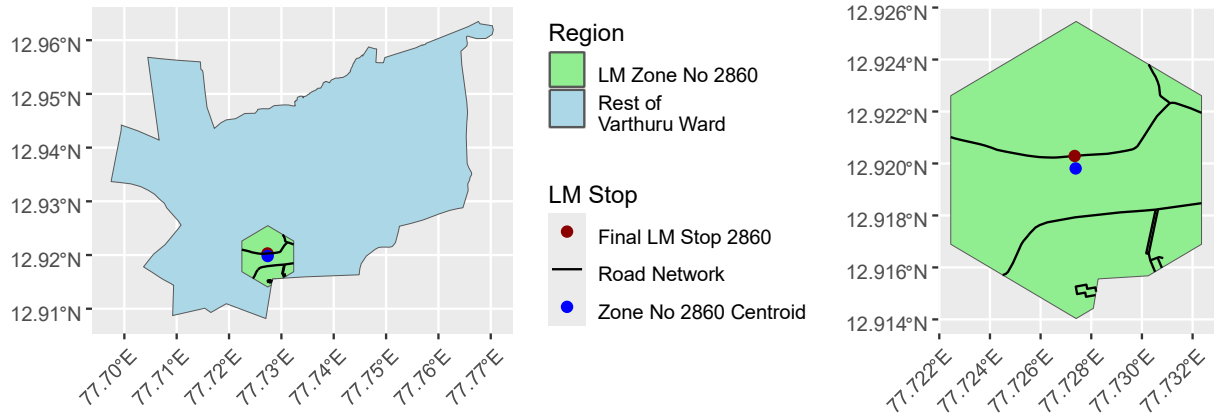 12.96°N
12.95°N
12.94°N
12.93°N
12.92°N
12.91°N
77.70°E
77.71°E
77.72°E
77.73°E
77.74°E
77.75°E
77.76°E
77.77°E
Region
LM Zone No 2860
Rest of
Varthuru Ward
LM Stop
Final LM Stop 2860
Road Network
Zone No 2860 Centroid
12.926°N
12.924°N
12.922°N
12.920°N
12.918°N
12.916°N
12.914°N
77.722°E
77.724°E
77.726°E
77.728°E
77.730°E
77.732°E